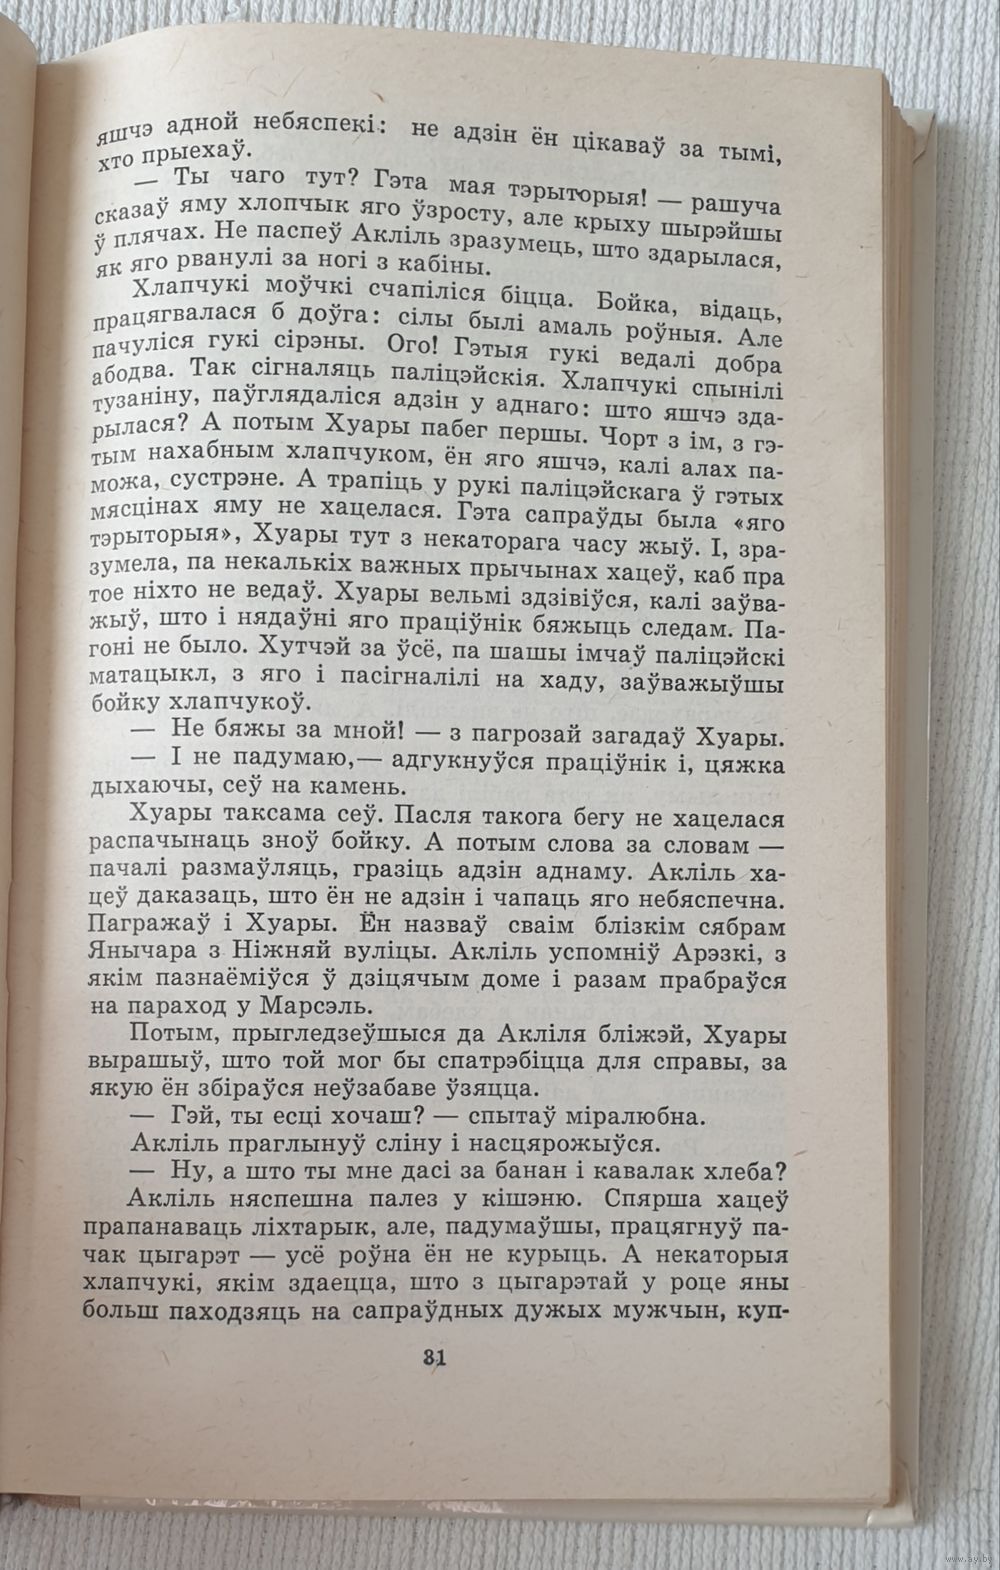 яшчэ адной небяспекі: не адзін ён цікаваў за тымі,
хто прыехаў.
— Ты чаго тут? Гэта мая тэрыторыя! — рашуча
сказаў яму хлопчык яго ўзросту, але крыху шырэйшы
ў плячах. Не паспеў Акліль зразумець, што здарылася,
як яго рванулі за ногі з кабіны.
Хлапчукі моўчкі счапіліся біцца. Бойка, відаць,
працягвалася б доўга: сілы былі амаль роўныя. Але
пачуліся гукі сірэны. Ого! Гэтыя гукі ведалі добра
абодва. Так сігналяць паліцэйскія. Хлапчукі спынілі
тузаніну, паўглядаліся адзін у аднаго: што яшчэ зда-
рылася? А потым Хуары пабег першы. Чорт з ім, з гэ-
тым нахабным хлапчуком, ён яго яшчэ, калі алах па-
можа, сустрэне. А трапіць у рукі паліцэйскага ў гэтых
мясцінах яму не хацелася. Гэта сапраўды была «яго
тэрыторыя», Хуары тут з некаторага часу жыў. І, зра-
зумела, па некалькіх важных прычынах хацеў, каб пра
тое ніхто не ведаў. Хуары вельмі здзівіўся, калі заўва-
жыў, што і нядаўні яго праціўнік бяжыць следам. Па-
гоні не было. Хутчэй за ўсё, па шашы імчаў паліцэйскі
матацыкл, з яго і пасігналілі на хаду, заўважыўшы
бойку хлапчукоў.
— Не бяжы за мной! — з пагрозай загадаў Хуары.
— І не падумаю,— адгукнуўся праціўнік і, цяжка
дыхаючы, сеў на камень.
Хуары таксама сеў. Пасля такога бегу не хацелася
распачынаць зноў бойку. А потым слова за словам —
пачалі размаўляць, гразіць адзін аднаму. Акліль ха-
цеў даказаць, што ён не адзін і чапаць яго небяспечна.
Пагражаў і Хуары. Ён назваў сваім блізкім сябрам
Янычара з Ніжняй вуліцы. Акліль успомніў Арэзкі, з
якім пазнаёміўся ў дзіцячым доме і разам прабраўся
на параход у Марсэль.
Потым, прыгледзеўшыся да Акліля бліжэй, Хуары
вырашыў, што той мог бы спатрэбіцца для справы, за
якую ён збіраўся неўзабаве ўзяцца.
— Гэй, ты есці хочаш? — спытаў міралюбна.
Акліль праглынуў сліну і насцярожыўся.
— Ну, а што ты мне дасі за банан і кавалак хлеба?
Акліль няспешна палез у кішэню. Спярша хацеў
прапанаваць ліхтарык, але, падумаўшы, працягнуў па-
чак цыгарэт — усё роўна ён не курыць. А некаторыя
хлапчукі, якім здаецца, што з цыгарэтай у роце яны
больш паходзяць на сапраўдных дужых мужчын, куп-
81
www.ay.by